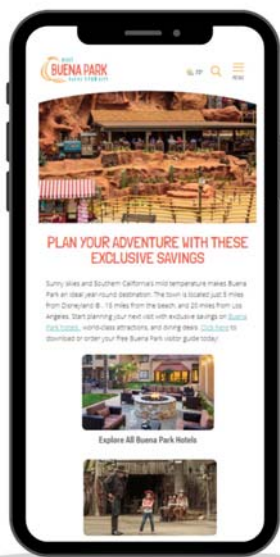 VISIT
BUENA PARK
MENU
PLAN YOUR ADVENTURE WITH THESE
EXCLUSIVE SAVINGS
Sunny skies and Southern California's mild temperature makes Buena
Park an ideal year-round destination. The town is located just 5 miles
from Disneyland ®, 15 miles from the beach, and 20 miles from Los
Angeles. Start planning your next visit with exclusive savings on Buena
Park hotels, world-class attractions, and dining deals. Click here to
download or order your free Buena Park visitor guide today!
Explore All Buena Park Hotels